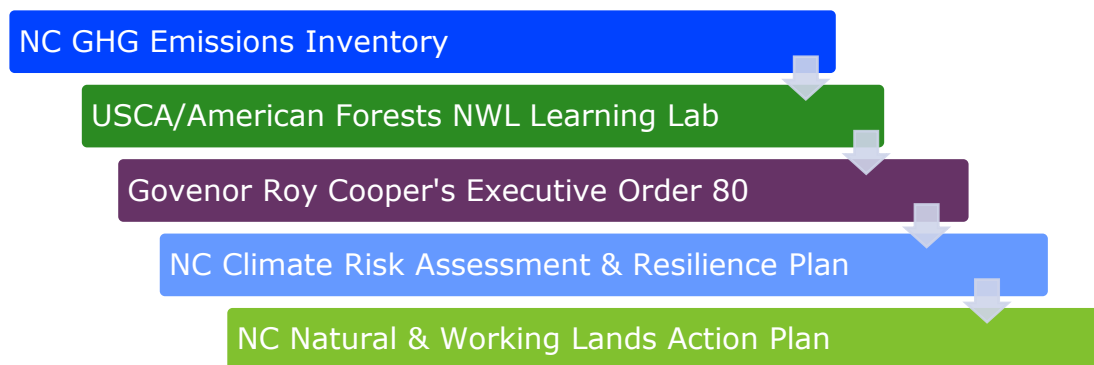 NC GHG Emissions Inventory
USCA/American Forests NWL Learning Lab
Govenor Roy Cooper's Executive Order 80
NC Climate Risk Assessment & Resilience Plan
NC Natural & Working Lands Action Plan